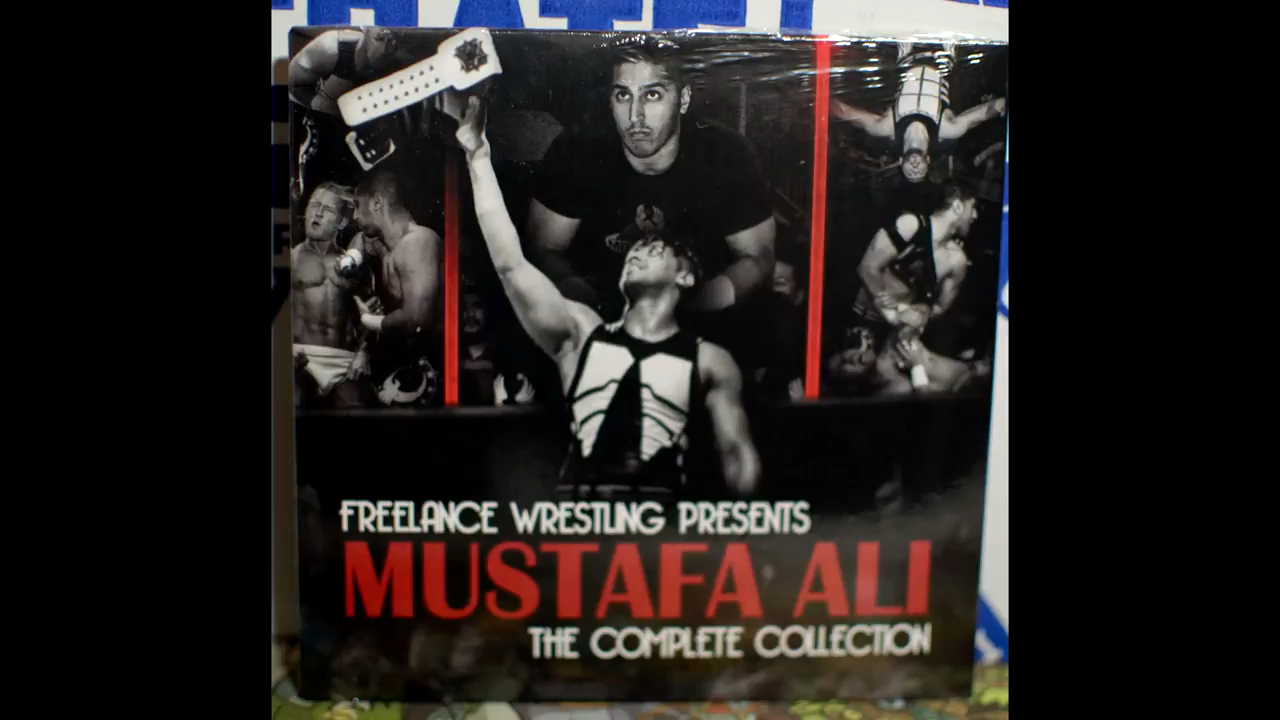 FREELANCE WRESTLING PRESENTS
MUSTAFA ALI
THE COMPLETE COLLECTION